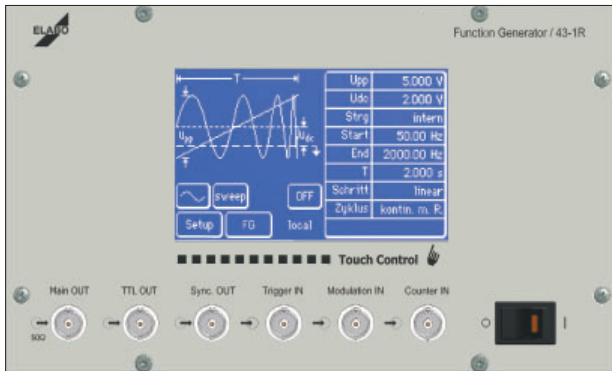 ELABO
Function Generator / 43-1R
T
Upp
Udc
Upp 5.000 V
Udc 2.000 V
Strg intern
Start 50.00 Hz
End 2000.00 Hz
T 2.000 s
Schritt linear
Zyklus kontin. m. R.
sweep OFF
Setup FG local
Touch Control
Main OUT TTL OUT Sync. OUT Trigger IN Modulation IN Counter IN
50Ω
O I